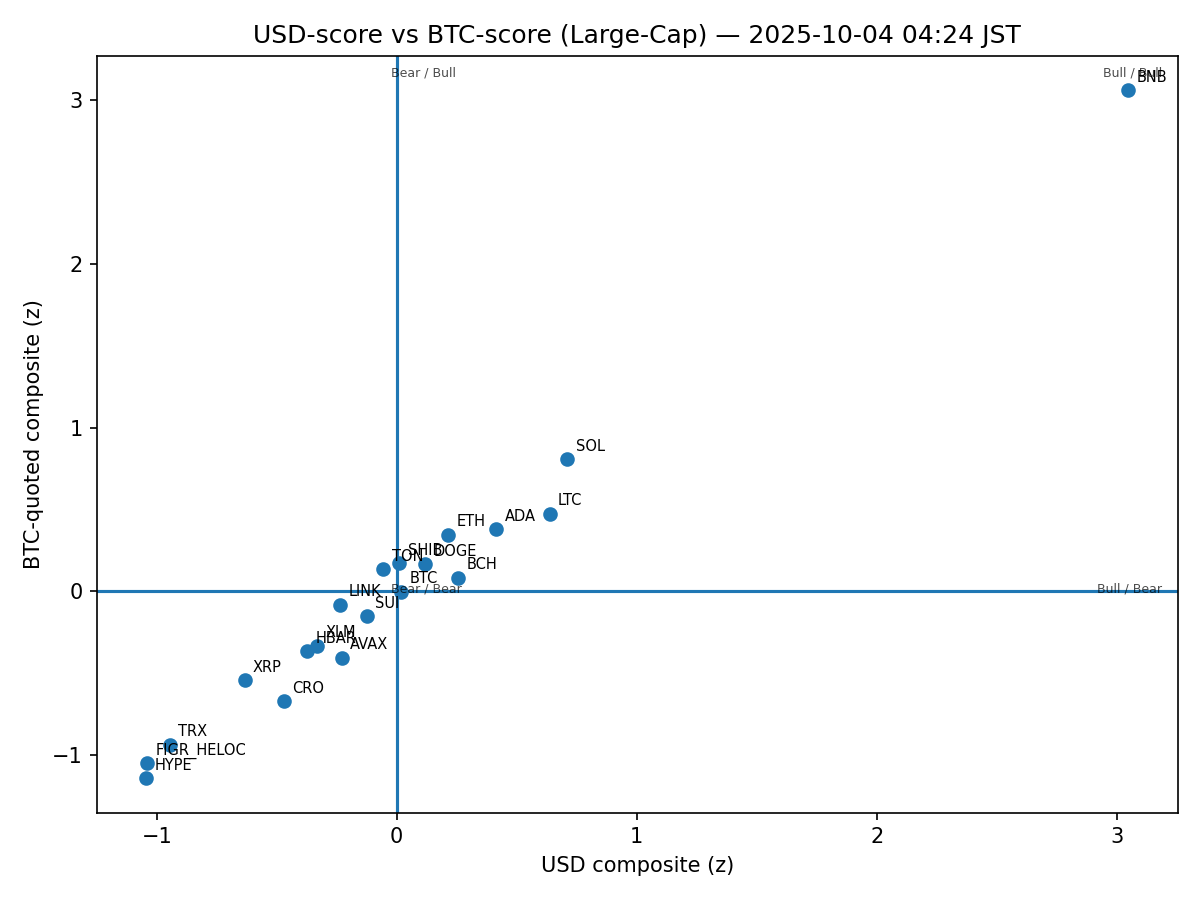 USD-score vs BTC-score (Large-Cap) — 2025-10-04 04:24 JST
Bear / Bull
Bull / Bull
BNB
3
2
1
0
−1
BTC-quoted composite (z)
SOL
LTC
ADA
ETH
SHIB
DOGE
TON
BCH
BTC
LINK
Bear / Bear
Bull / Bear
SUI
XLM
HBAR
AVAX
XRP
CRO
TRX
FIGR_HELOC
HYPE
−1
0
1
2
3
USD composite (z)